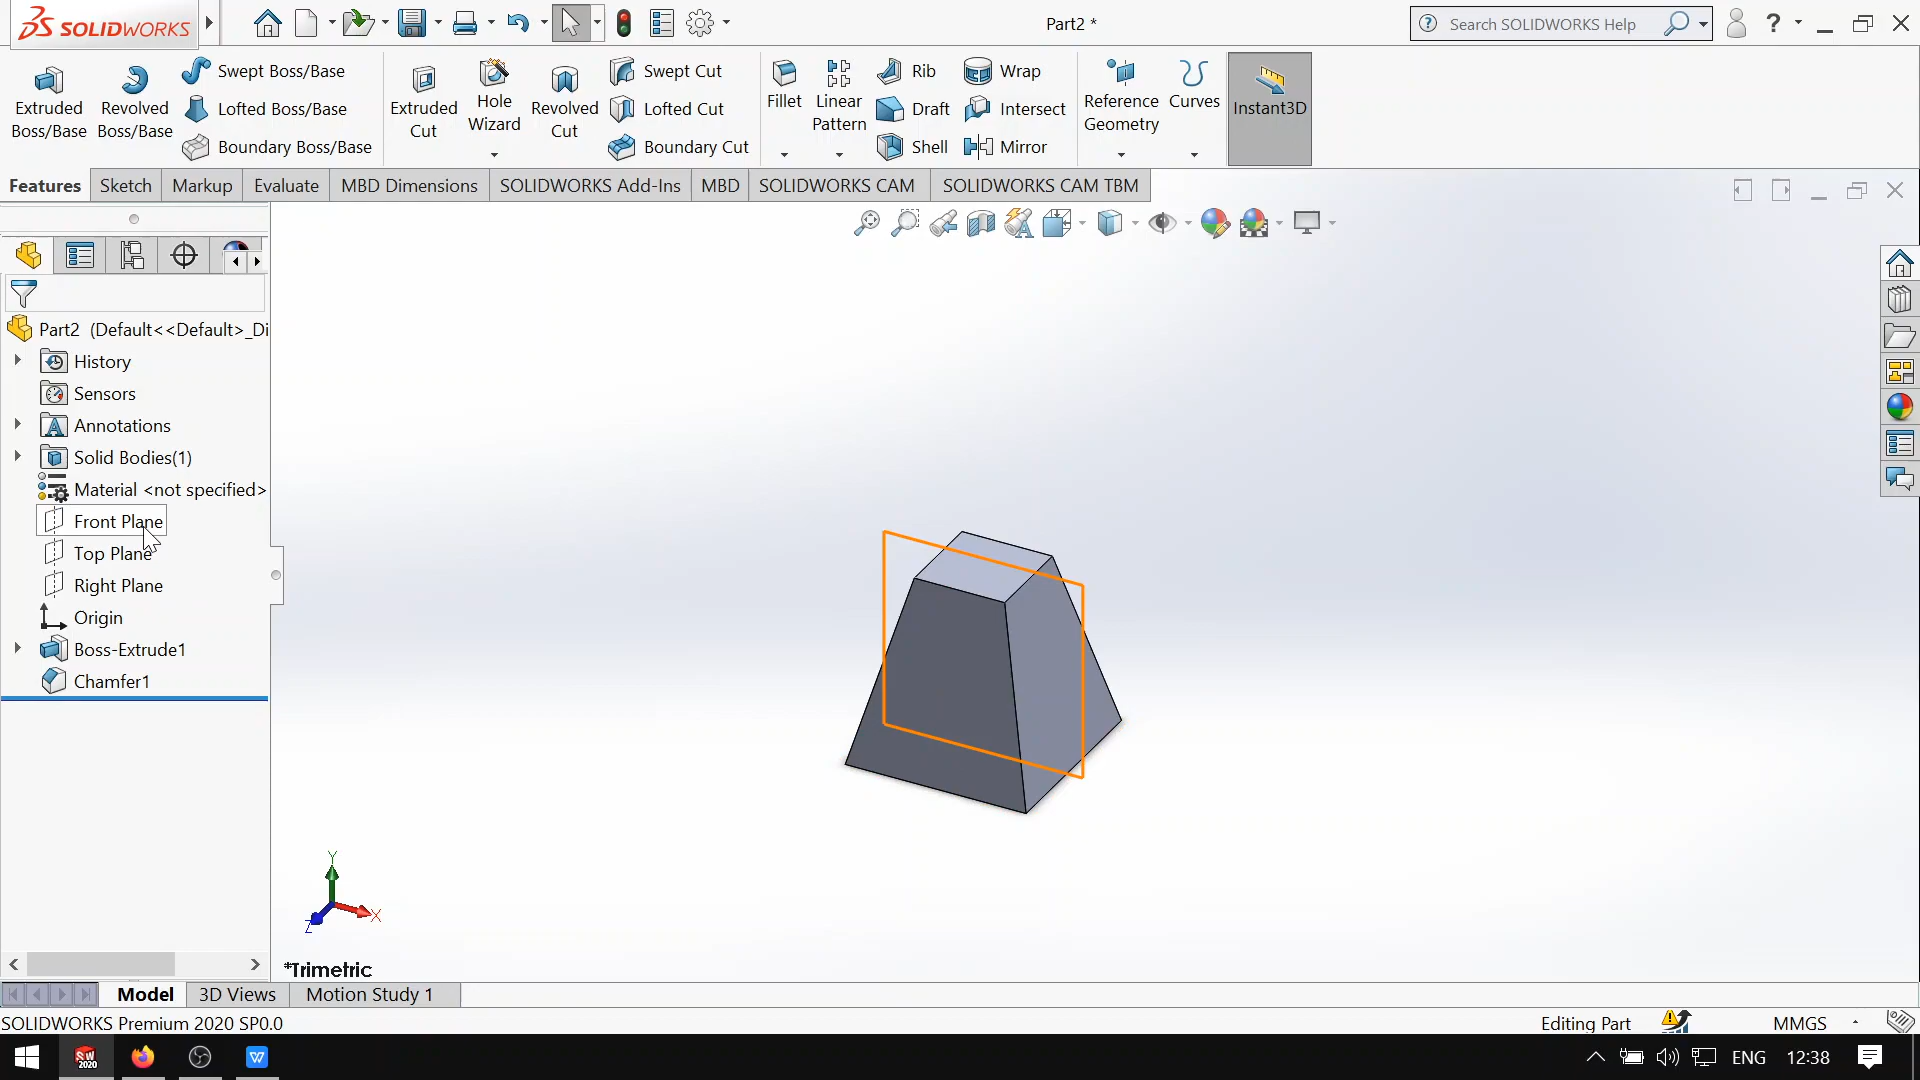 SOLIDWORKS
Part2 *
Search SOLIDWORKS Help
?
Extruded
Boss/Base
Revolved
Boss/Base
Swept Boss/Base
Lofted Boss/Base
Boundary Boss/Base
Extruded
Cut
Hole
Wizard
Revolved
Cut
Swept Cut
Lofted Cut
Boundary Cut
Fillet
Linear
Pattern
Rib
Draft
Shell
Wrap
Intersect
Mirror
Reference
Geometry
Curves
Instant3D
Features
Sketch
Markup
Evaluate
MBD Dimensions
SOLIDWORKS Add-Ins
MBD
SOLIDWORKS CAM
SOLIDWORKS CAM TBM
Part2 (Default<<Default>_Di
History
Sensors
Annotations
Solid Bodies(1)
Material <not specified>
Front Plane
Top Plane
Right Plane
Origin
Boss-Extrude1
Chamfer1
Y
X
Z
*Trimetric
Model
3D Views
Motion Study 1
SOLIDWORKS Premium 2020 SP0.0
Editing Part
MMGS
SW
2020
W
ENG
12:38